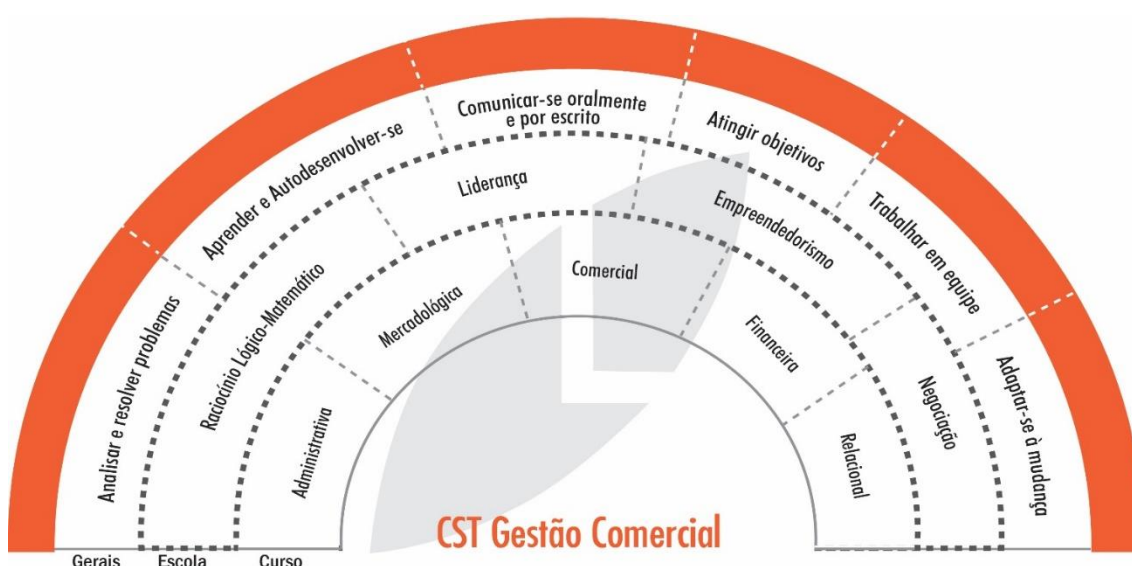 Analisar e resolver problemas
Aprender e Autodesenvolver-se
Comunicar-se oralmente
e por escrito
Atingir objetivos
Trabalhar em equipe
Adaptar-se à mudança
Raciocínio Lógico-Matemático
Liderança
Empreendedorismo
Negociação
Administrativa
Mercadológica
Comercial
Financeira
Relacional
CST Gestão Comercial
Gerais Escola Curso